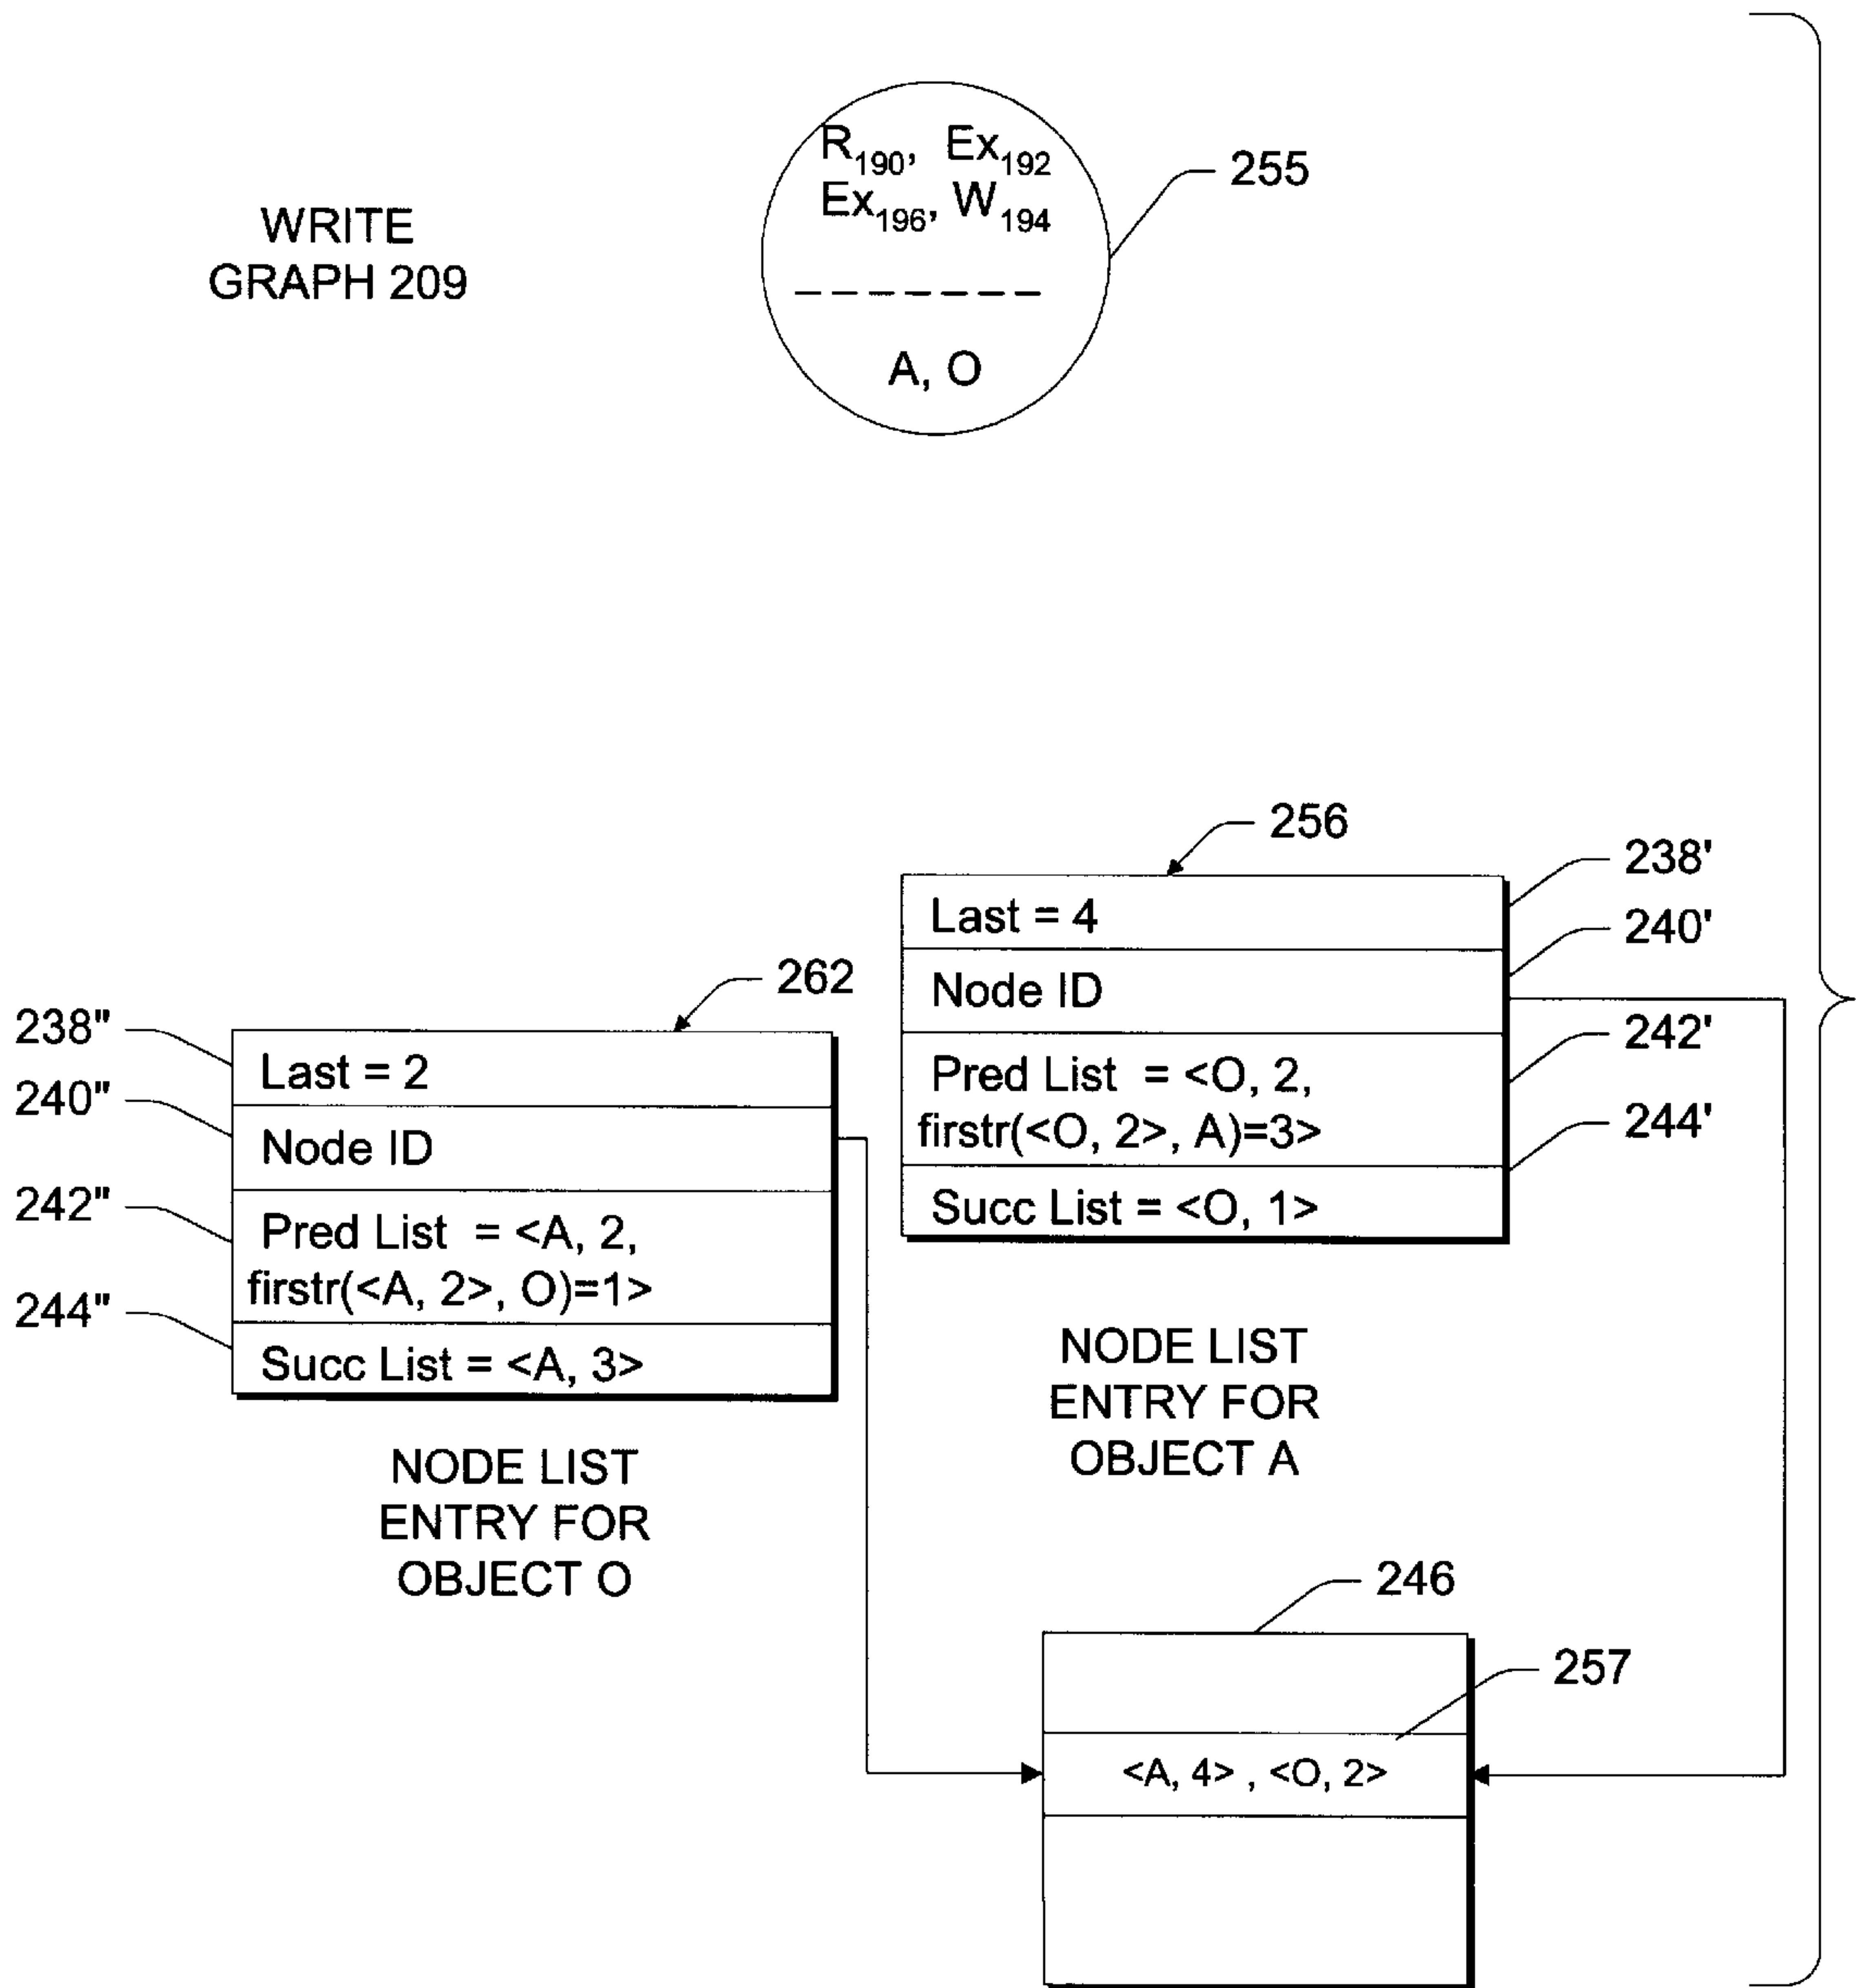 R190, Ex192
Ex196, W194
A, O
255
WRITE
GRAPH 209
256
Last = 4
Node ID
Pred List = <O, 2,
firstr(<O, 2>, A)=3>
Succ List = <O, 1>
238'
240'
242'
244'
NODE LIST
ENTRY FOR
OBJECT A
262
238"
240"
242"
244"
Last = 2
Node ID
Pred List = <A, 2,
firstr(<A, 2>, O)=1>
Succ List = <A, 3>
NODE LIST
ENTRY FOR
OBJECT O
246
257
<A, 4> , <O, 2>